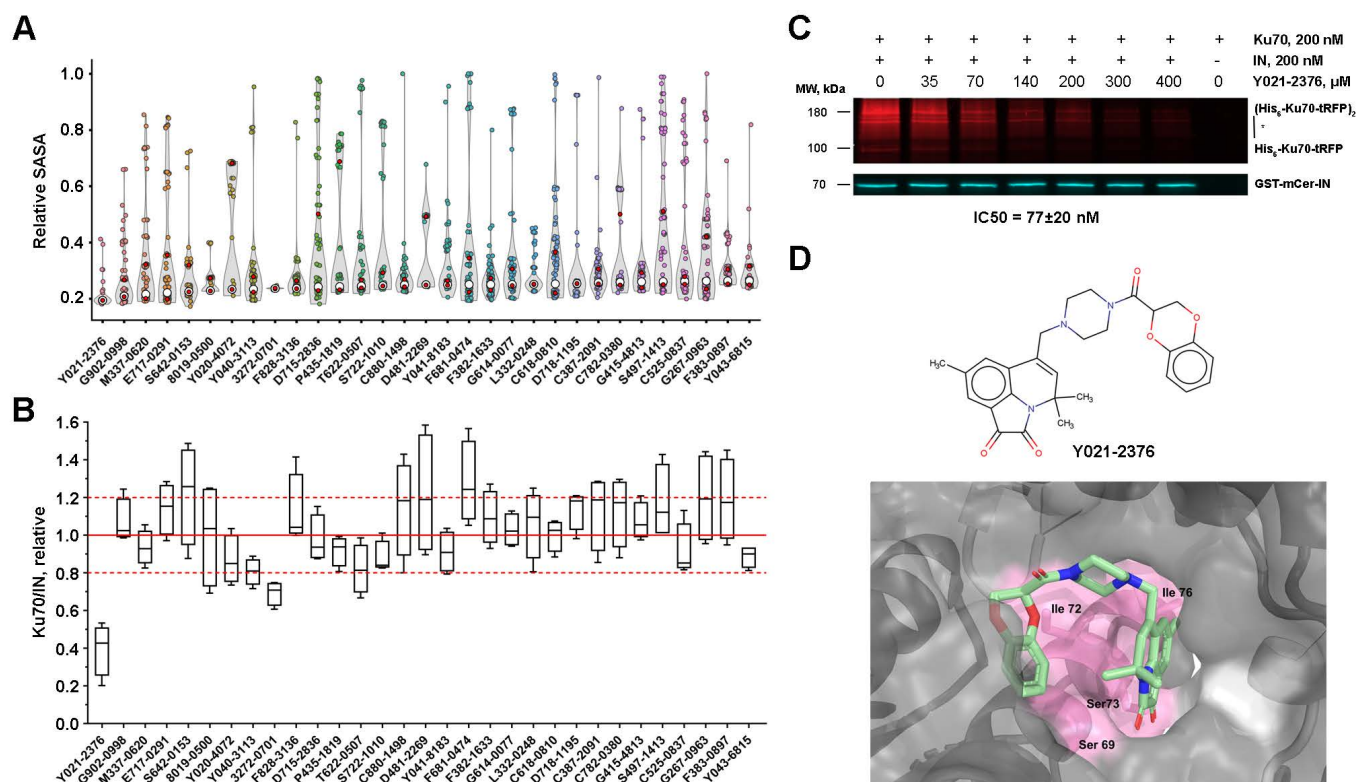 A
Relative SASA
1.0
0.8
0.6
0.4
0.2
Y021-2376
G902-0998
M337-0620
E717-0291
S642-0153
8019-0500
Y020-4072
Y040-3113
3272-0701
F828-3136
D715-2836
P435-1819
T622-0507
S722-1010
C880-1498
D481-2269
Y041-8183
F681-0474
F382-1633
G614-0077
L332-0248
C618-0810
D718-1195
C387-2091
C782-0380
G415-4813
S497-1413
C525-0837
G267-0963
F383-0897
Y043-6815
B
Ku70/IN, relative
1.6
1.4
1.2
1.0
0.8
0.6
0.4
0.2
0.0
Y021-2376
G902-0998
M337-0620
E717-0291
S642-0153
8019-0500
Y020-4072
Y040-3113
3272-0701
F828-3136
D715-2836
P435-1819
T622-0507
S722-1010
C880-1498
D481-2269
Y041-8183
F681-0474
F382-1633
G614-0077
L332-0248
C618-0810
D718-1195
C387-2091
C782-0380
G415-4813
S497-1413
C525-0837
G267-0963
F383-0897
Y043-6815
C
+ + + + + + + + Ku70, 200 nM
+ + + + + + + - IN, 200 nM
0 35 70 140 200 300 400 0 Y021-2376, µM
MW, kDa
180
(His6-Ku70-tRFP)2
*
100
His6-Ku70-tRFP
70
GST-mCer-IN
IC50 = 77±20 nM
D
O
N
O
N
O
H3C
N
CH3
CH3
O
O
Y021-2376
Ile 76
Ile 72
Ser73
Ser 69